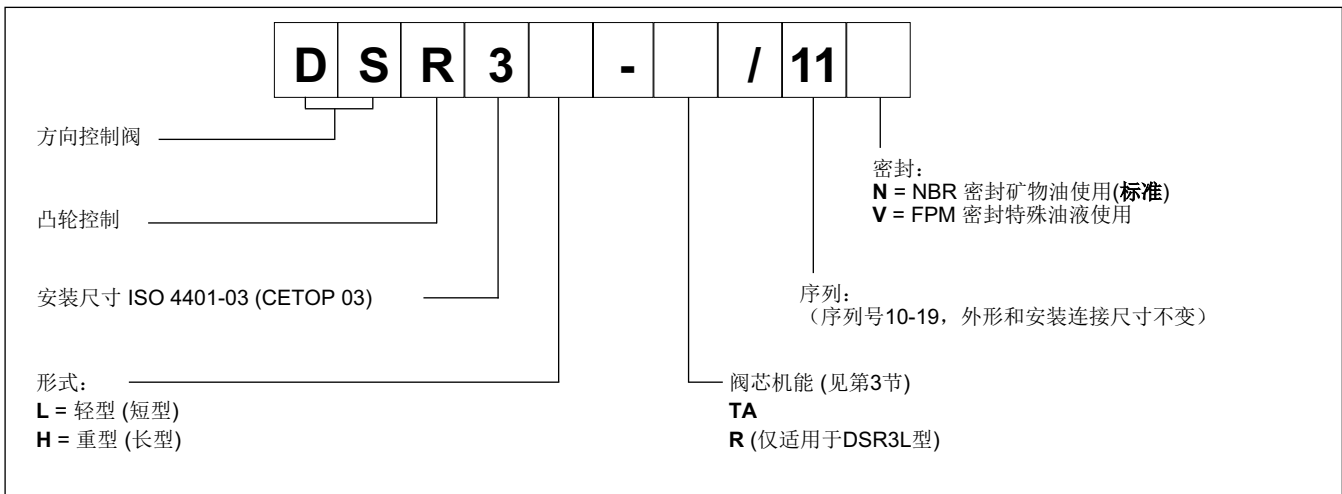 D S R 3 - / 11
方向控制阀
凸轮控制
安装尺寸 ISO 4401-03 (CETOP 03)
形式：
L = 轻型 (短型)
H = 重型 (长型)
密封：
N = NBR 密封矿物油使用(标准)
V = FPM 密封特殊油液使用
序列：
（序列号10-19，外形和安装连接尺寸不变）
阀芯机能 (见第3节)
TA
R (仅适用于DSR3L型)